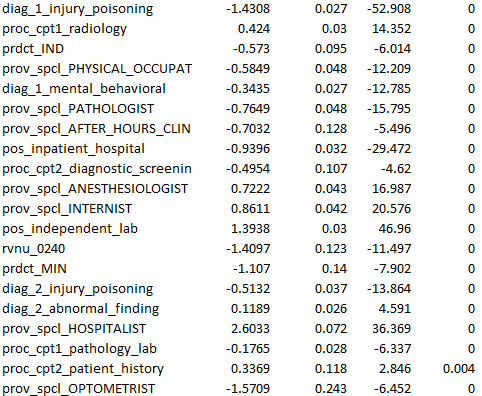 diag_1_injury_poisoning -1.4308 0.027 -52.908 0
proc_cpt1_radiology 0.424 0.03 14.352 0
prdct_IND -0.573 0.095 -6.014 0
prov_spcl_PHYSICAL_OCCUPAT -0.5849 0.048 -12.209 0
diag_1_mental_behavioral -0.3435 0.027 -12.785 0
prov_spcl_PATHOLOGIST -0.7649 0.048 -15.795 0
prov_spcl_AFTER_HOURS_CLIN -0.7032 0.128 -5.496 0
pos_inpatient_hospital -0.9396 0.032 -29.472 0
proc_cpt2_diagnostic_screenin -0.4954 0.107 -4.62 0
prov_spcl_ANESTHESIOLOGIST 0.7222 0.043 16.987 0
prov_spcl_INTERNIST 0.8611 0.042 20.576 0
pos_independent_lab 1.3938 0.03 46.96 0
rvnu_0240 -1.4097 0.123 -11.497 0
prdct_MIN -1.107 0.14 -7.902 0
diag_2_injury_poisoning -0.5132 0.037 -13.864 0
diag_2_abnormal_finding 0.1189 0.026 4.591 0
prov_spcl_HOSPITALIST 2.6033 0.072 36.369 0
proc_cpt1_pathology_lab -0.1765 0.028 -6.337 0
proc_cpt2_patient_history 0.3369 0.118 2.846 0.004
prov_spcl_OPTOMETRIST -1.5709 0.243 -6.452 0